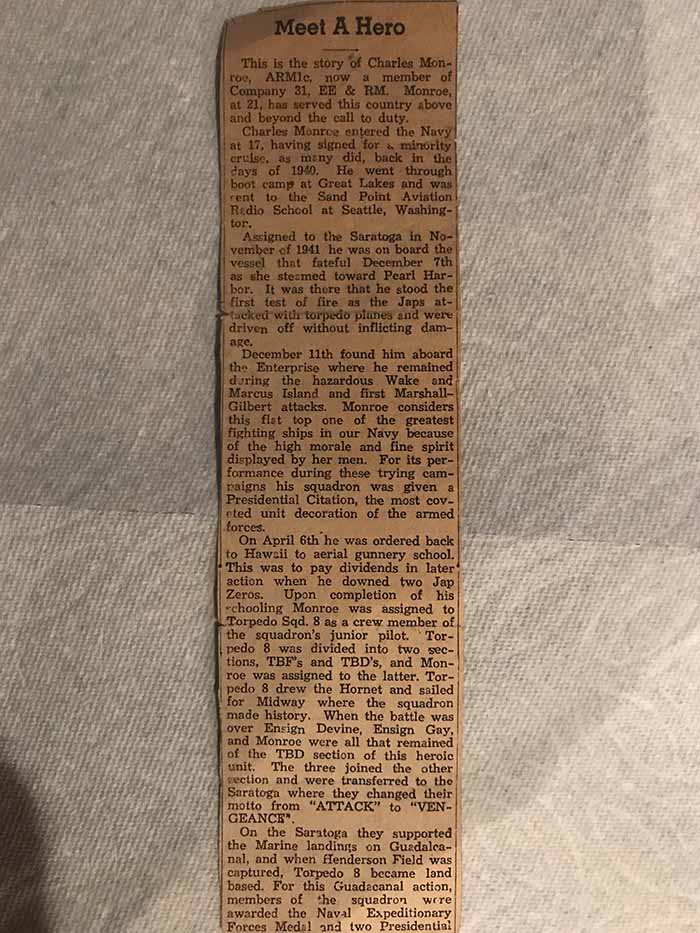 Meet A Hero
This is the story of Charles Mon-
roe, ARM1c, now a member of
Company 31, EE & RM. Monroe,
at 21, has served this country above
and beyond the call to duty.
Charles Monroe entered the Navy
at 17, having signed for a minority
cruise, as many did, back in the
days of 1940. He went through
boot camp at Great Lakes and was
sent to the Sand Point Aviation
Radio School at Seattle, Washing-
ton.
Assigned to the Saratoga in No-
vember of 1941 he was on board the
vessel that fateful December 7th
as she steamed toward Pearl Har-
bor. It was there that he stood the
first test of fire as the Japs at-
tacked with torpedo planes and were
driven off without inflicting dam-
age.
December 11th found him aboard
the Enterprise where he remained
during the hazardous Wake and
Marcus Island and first Marshall-
Gilbert attacks. Monroe considers
this flat top one of the greatest
fighting ships in our Navy because
of the high morale and fine spirit
displayed by her men. For its per-
formance during these trying cam-
paigns his squadron was given a
Presidential Citation, the most cov-
eted unit decoration of the armed
forces.
On April 6th he was ordered back
to Hawaii to aerial gunnery school.
This was to pay dividends in later
action when he downed two Jap
Zeros. Upon completion of his
schooling Monroe was assigned to
Torpedo Sqd. 8 as a crew member of
the squadron's junior pilot. Tor-
pedo 8 was divided into two sec-
tions, TBF's and TBD's, and Mon-
roe was assigned to the latter. Tor-
pedo 8 drew the Hornet and sailed
for Midway where the squadron
made history. When the battle was
over Ensign Devine, Ensign Gay,
and Monroe were all that remained
of the TBD section of this heroic
unit. The three joined the other
section and were transferred to the
Saratoga where they changed their
motto from "ATTACK" to "VEN-
GEANCE".
On the Saratoga they supported
the Marine landings on Guadalca-
nal, and when Henderson Field was
captured, Torpedo 8 became land
based. For this Guadacanal action,
members of the squadron were
awarded the Naval Expeditionary
Forces Medal and two Presidential